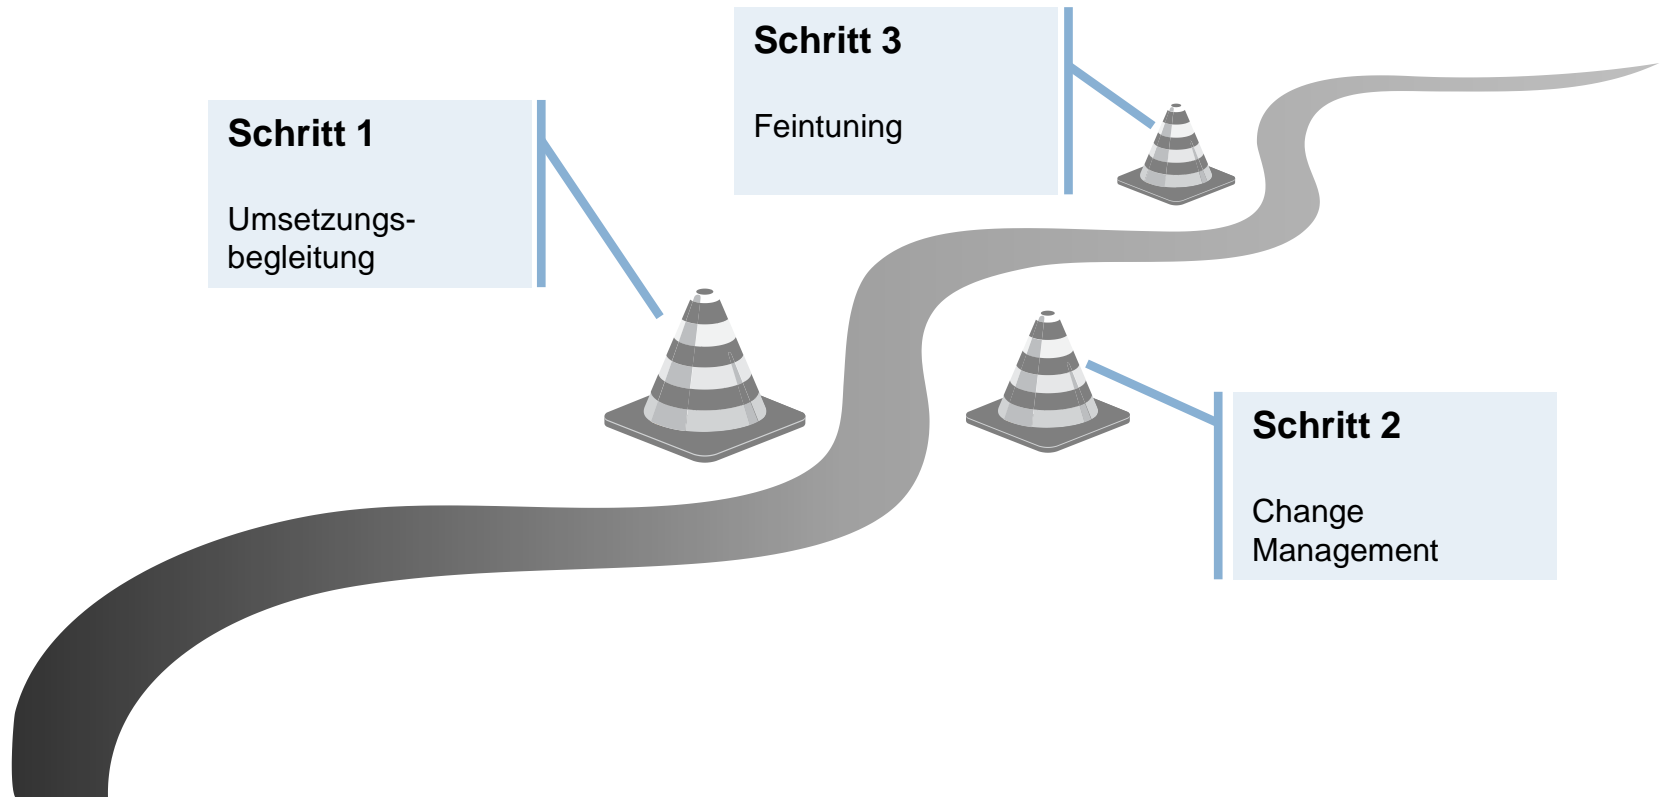 Schritt 1
Umsetzungs-
begleitung
Schritt 2
Change
Management
Schritt 3
Feintuning